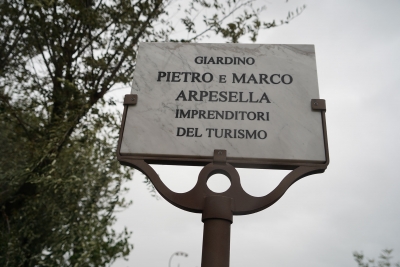 GIARDINO
PIETRO E MARCO
ARPESELLA
IMPRENDITORI
DEL TURISMO